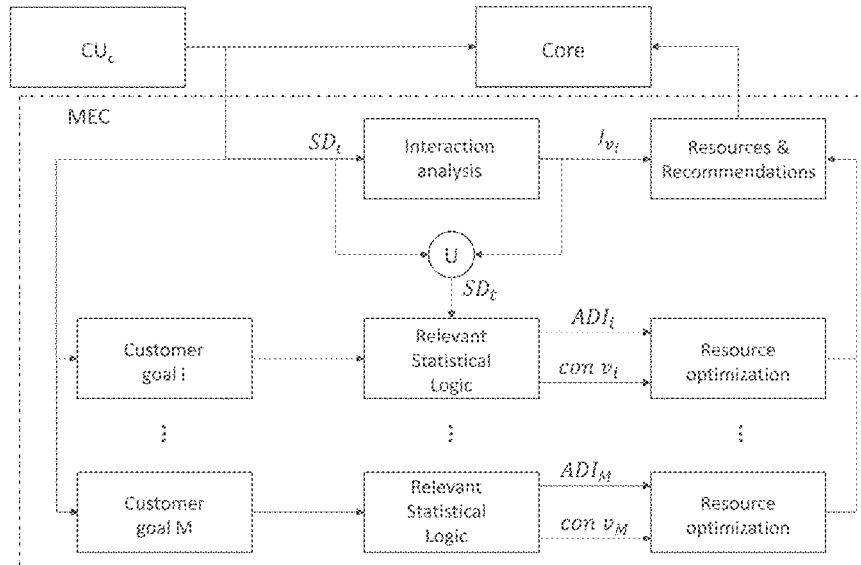 CU_c
Core
MEC
SD_t
Interaction
analysis
I_{v_i}
Resources &
Recommendations
U
SD_t
Customer
goal i
Relevant
Statistical
Logic
ADI_i
con v_i
Resource
optimization
⋮ ⋮ ⋮
Customer
goal M
Relevant
Statistical
Logic
ADI_M
con v_M
Resource
optimization